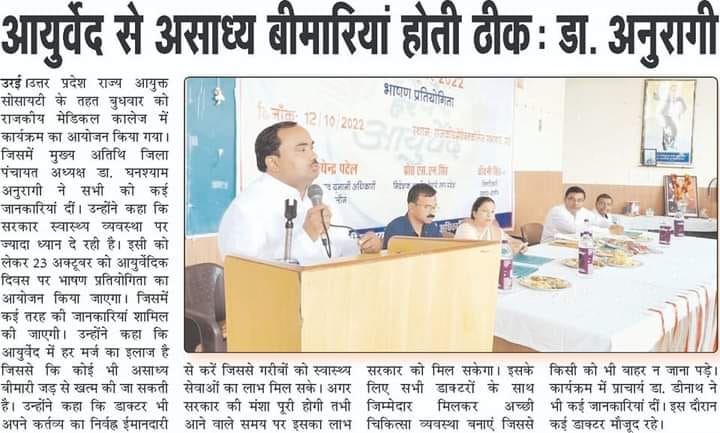 आयुर्वेद से असाध्य बीमारियां होती ठीक : डा. अनुरागी
उरई।उत्तर प्रदेश राज्य आयुक्त
सोसायटी के तहत बुधवार को
राजकीय मेडिकल कालेज में
कार्यक्रम का आयोजन किया गया।
जिसमें मुख्य अतिथि जिला
पंचायत अध्यक्ष डा. घनश्याम
अनुरागी ने सभी को कई
जानकारियां दीं। उन्होंने कहा कि
सरकार स्वास्थ्य व्यवस्था पर
ज्यादा ध्यान दे रही है। इसी को
लेकर 23 अक्टूबर को आयुर्वेदिक
दिवस पर भाषण प्रतियोगिता का
आयोजन किया जाएगा। जिसमें
कई तरह की जानकारियां शामिल
की जाएगी। उन्होंने कहा कि
आयुर्वेद में हर मर्ज का इलाज है
जिससे कि कोई भी असाध्य
बीमारी जड़ से खत्म की जा सकती
है। उन्होंने कहा कि डाक्टर भी
अपने कर्तव्य का निर्वह्न ईमानदारी
से करें जिससे गरीबों को स्वास्थ्य
सेवाओं का लाभ मिल सके। अगर
सरकार की मंशा पूरी होगी तभी
आने वाले समय पर इसका लाभ
सरकार को मिल सकेगा। इसके
लिए सभी डाक्टरों के साथ
जिम्मेदार मिलकर अच्छी
चिकित्सा व्यवस्था बनाएं जिससे
किसी को भी बाहर न जाना पड़े।
कार्यक्रम में प्राचार्य डा. डीनाथ ने
भी कई जानकारियां दीं। इस दौरान
कई डाक्टर मौजूद रहे।
2022
भाषण प्रतियोगिता
दिनाँक: 12/10/2022
आयुर्वेद
पटेल